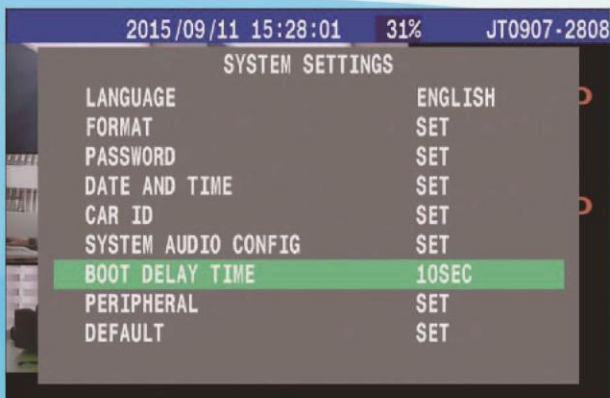 2015/09/11 15:28:01 31% JT0907-2808
SYSTEM SETTINGS
LANGUAGE ENGLISH
FORMAT SET
PASSWORD SET
DATE AND TIME SET
CAR ID SET
SYSTEM AUDIO CONFIG SET
BOOT DELAY TIME 10SEC
PERIPHERAL SET
DEFAULT SET